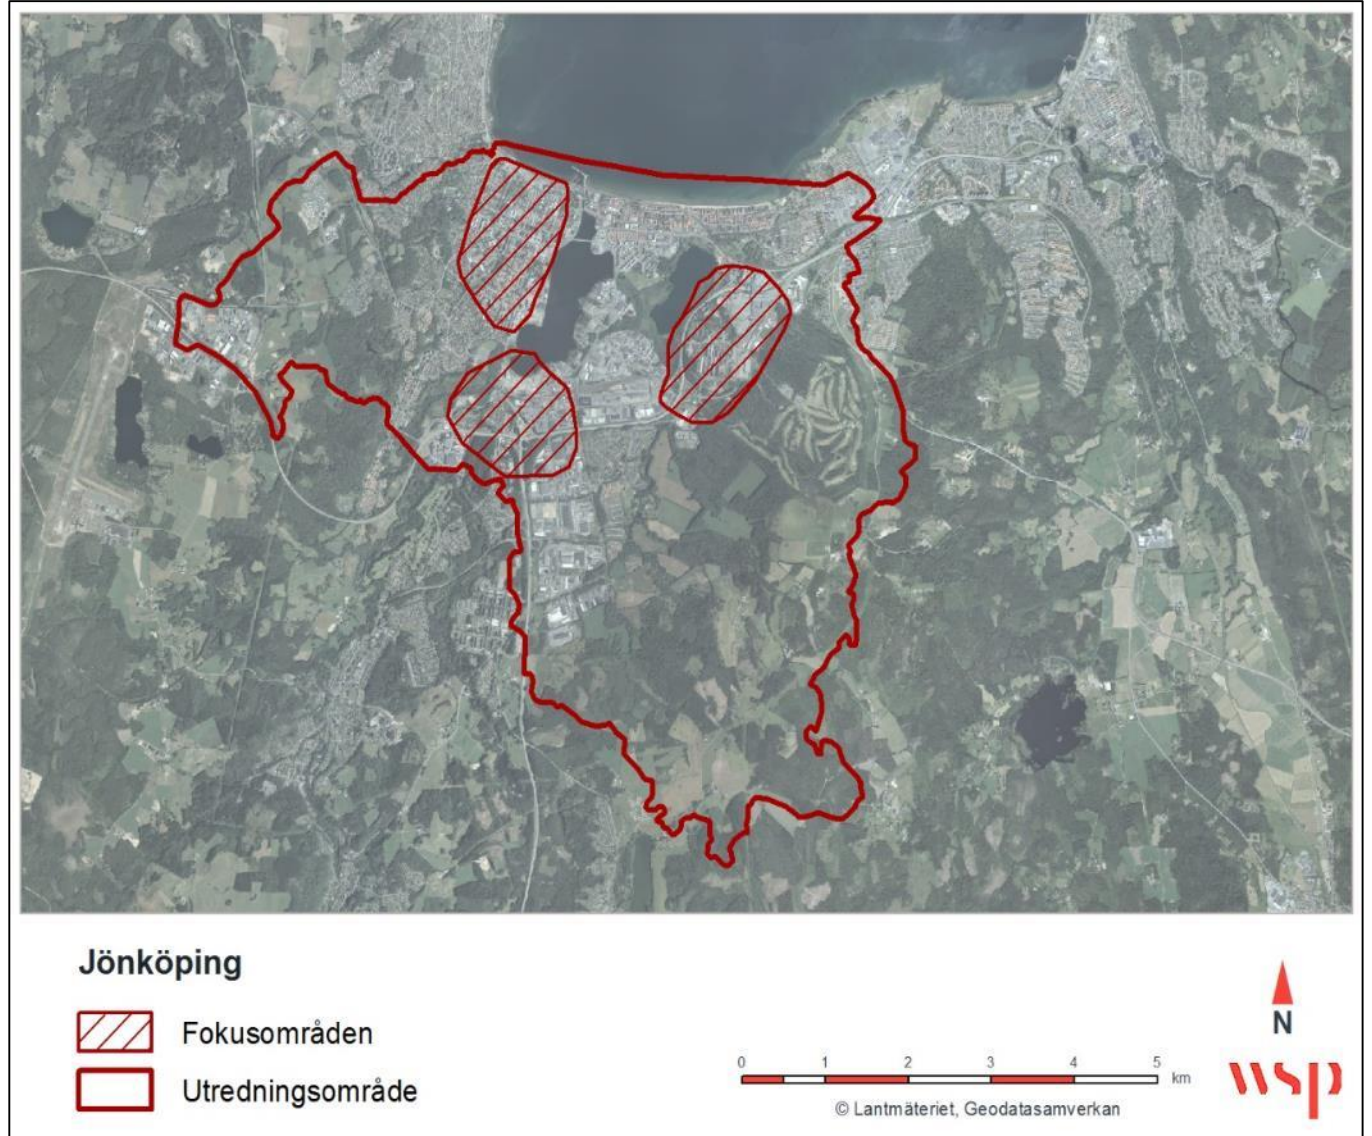 Jönköping
Fokusområden
Utredningsområde
0 1 2 3 4 5 km
© Lantmäteriet, Geodatasamverkan
N
wsp